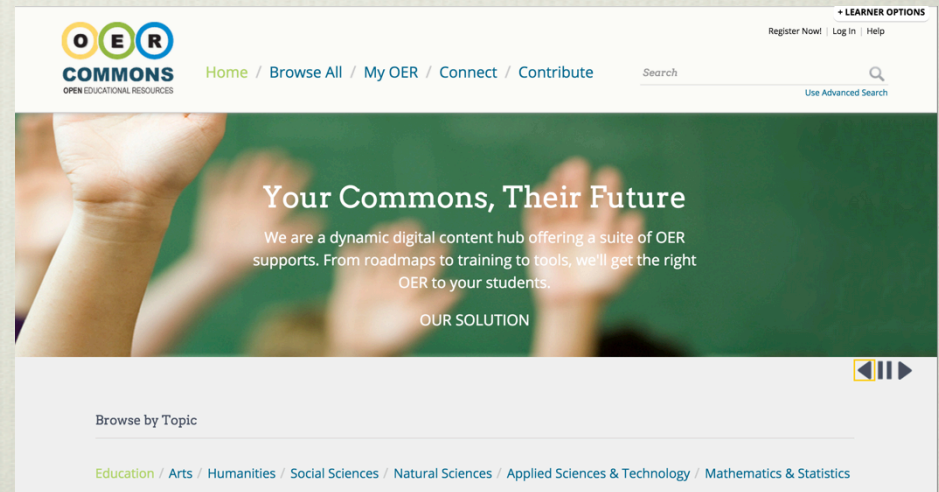 + LEARNER OPTIONS
Register Now! | Log In | Help
O E R
COMMONS
OPEN EDUCATIONAL RESOURCES
Home / Browse All / My OER / Connect / Contribute
Search
Use Advanced Search
Your Commons, Their Future
We are a dynamic digital content hub offering a suite of OER
supports. From roadmaps to training to tools, we'll get the right
OER to your students.
OUR SOLUTION
Browse by Topic
Education / Arts / Humanities / Social Sciences / Natural Sciences / Applied Sciences & Technology / Mathematics & Statistics